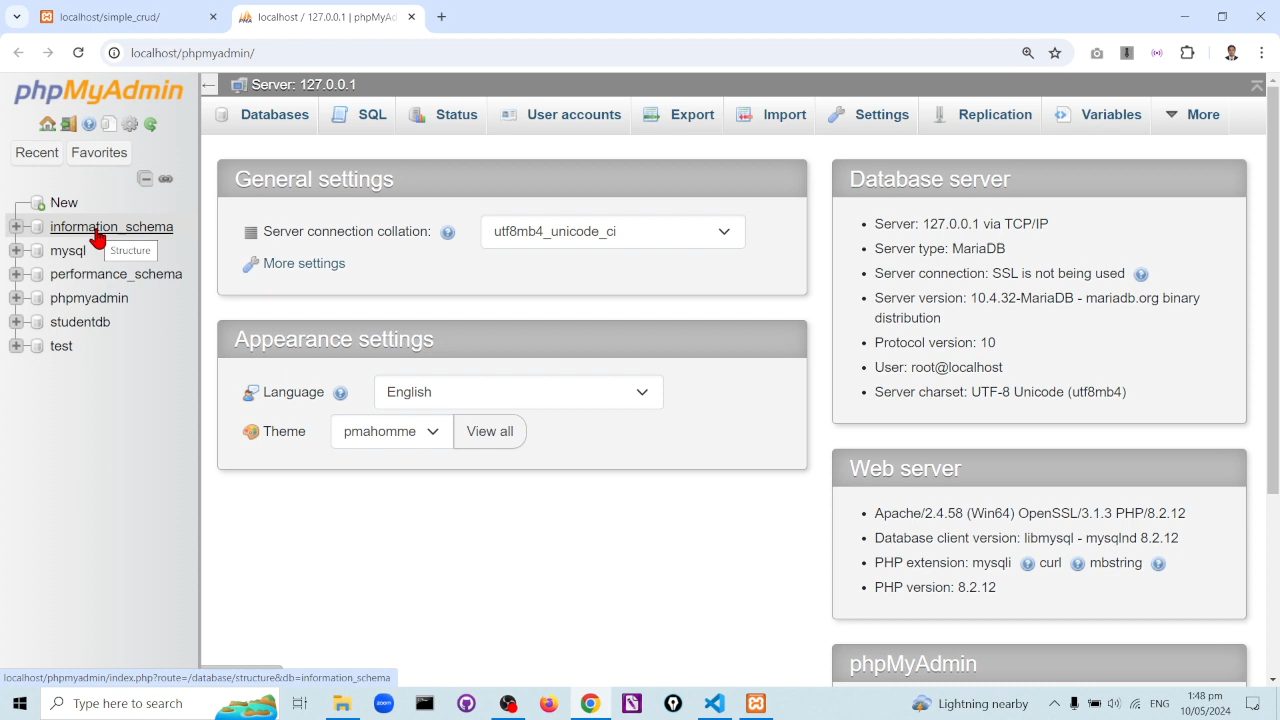 localhost/simple_crud/
localhost / 127.0.0.1 | phpMyAd
localhost/phpmyadmin/
phpMyAdmin
Recent
Favorites
New
information_schema
mysql
Structure
performance_schema
phpmyadmin
studentdb
test
Server: 127.0.0.1
Databases
SQL
Status
User accounts
Export
Import
Settings
Replication
Variables
More
General settings
Server connection collation:
utf8mb4_unicode_ci
More settings
Appearance settings
Language
English
Theme
pmahomme
View all
Database server
Server: 127.0.0.1 via TCP/IP
Server type: MariaDB
Server connection: SSL is not being used
Server version: 10.4.32-MariaDB - mariadb.org binary
distribution
Protocol version: 10
User: root@localhost
Server charset: UTF-8 Unicode (utf8mb4)
Web server
Apache/2.4.58 (Win64) OpenSSL/3.1.3 PHP/8.2.12
Database client version: libmysql - mysqlnd 8.2.12
PHP extension: mysqli curl mbstring
PHP version: 8.2.12
phpMyAdmin
localhost/phpmyadmin/index.php?route=/database/structure&db=information_schema
Type here to search
zoom
Lightning nearby
ENG
1:48 pm
10/05/2024